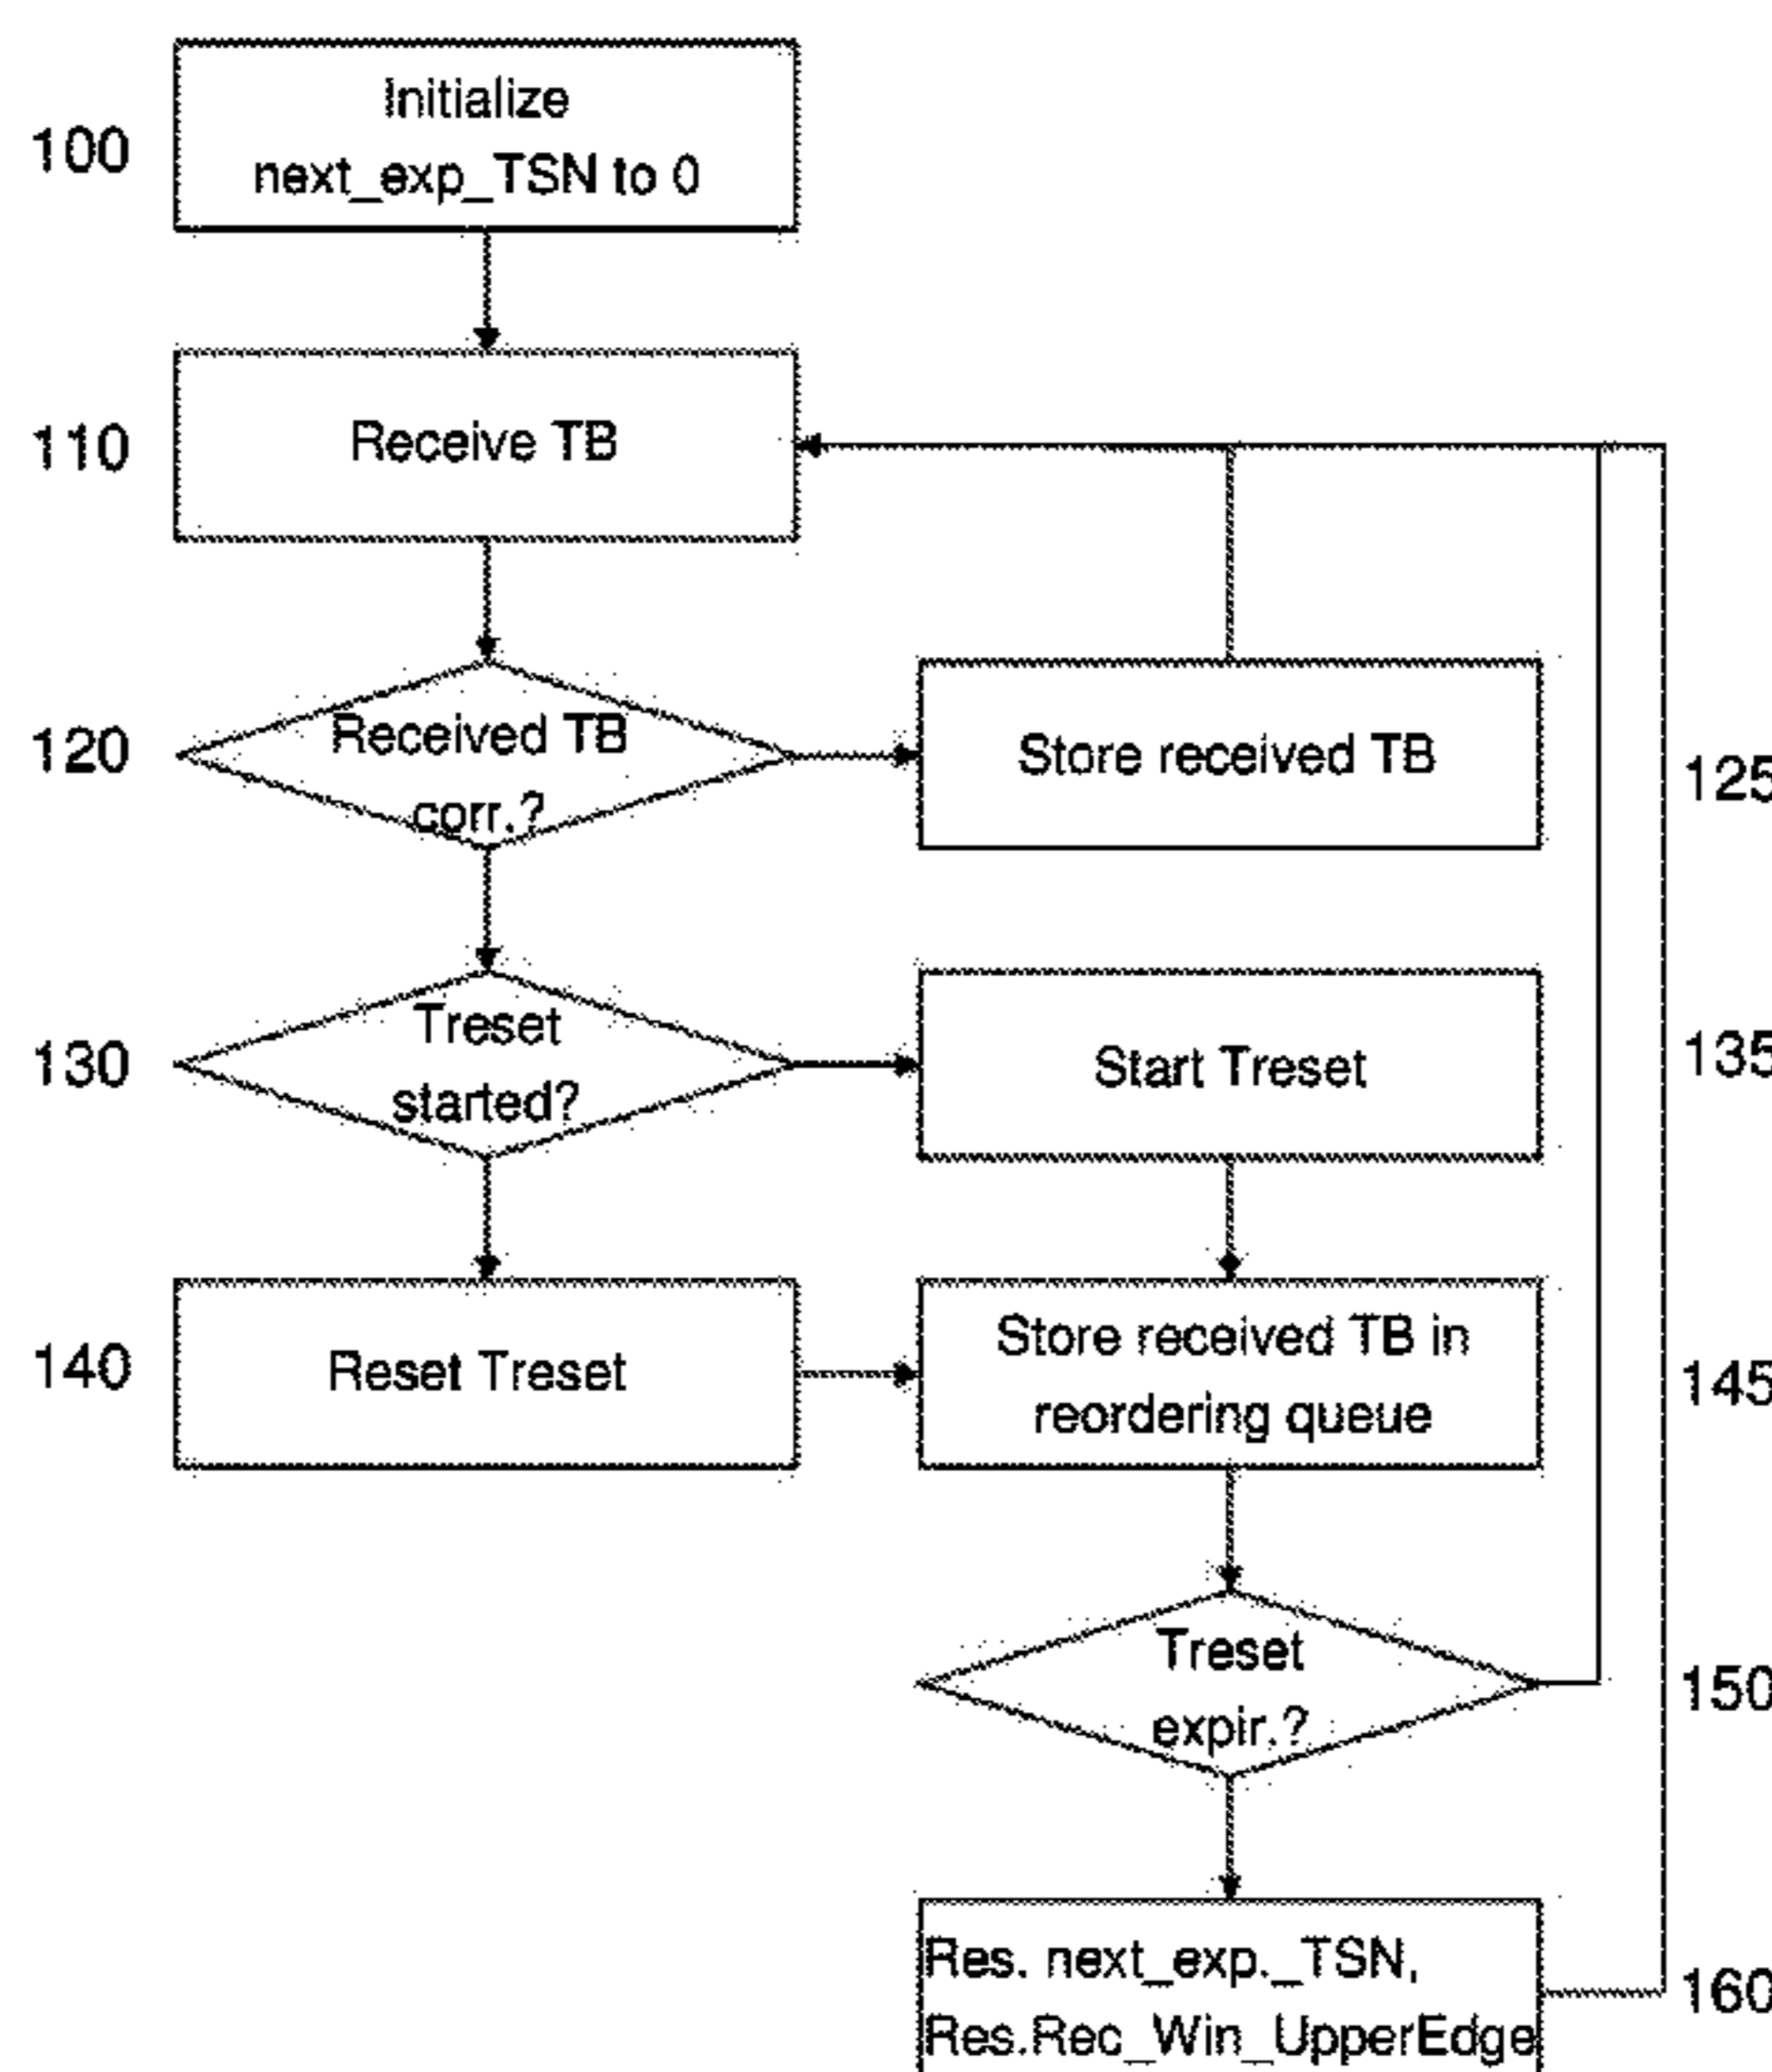 100
Initialize
next_exp_TSN to 0
110
Receive TB
120
Received TB
corr.?
Store received TB
125
130
Treset
started?
Start Treset
135
140
Reset Treset
Store received TB in
reordering queue
145
Treset
expir.?
150
Res. next_exp._TSN,
Res.Rec_Win_UpperEdge
160